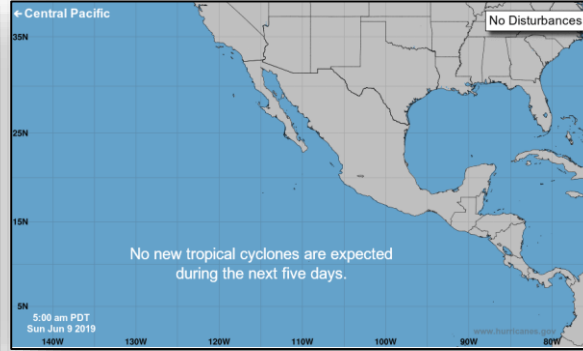 ← Central Pacific
No Disturbances
35N
25N
15N
No new tropical cyclones are expected
during the next five days.
5N
5:00 am PDT
Sun Jun 9 2019
www.hurricanes.gov
140W 130W 120W 110W 100W 90W 80W